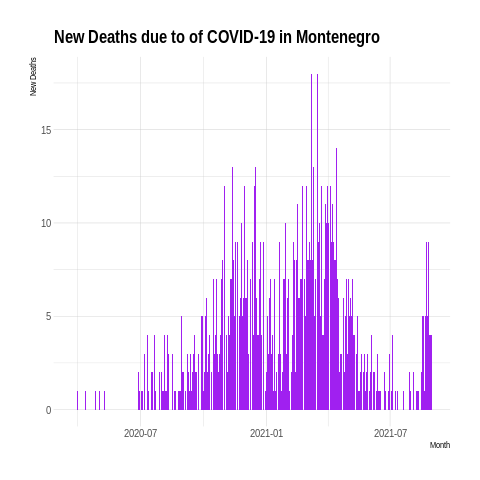 New Deaths due to of COVID-19 in Montenegro
New Deaths
15
10
5
0
2020-07 2021-01 2021-07
Month